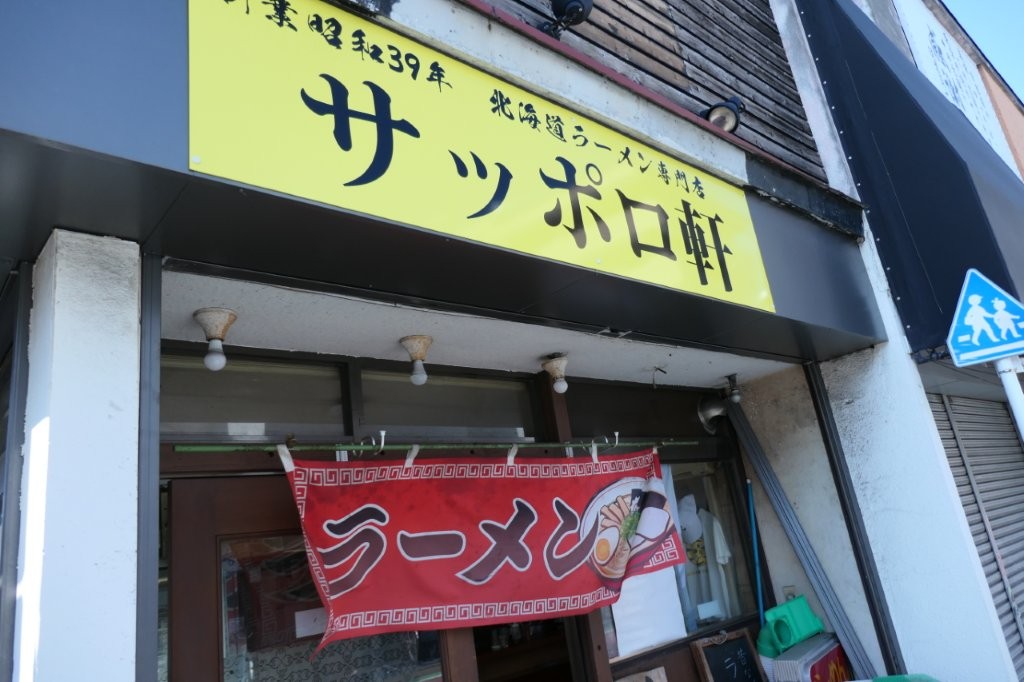 創業昭和39年
北海道ラーメン専門店
サッポロ軒
ラーメン